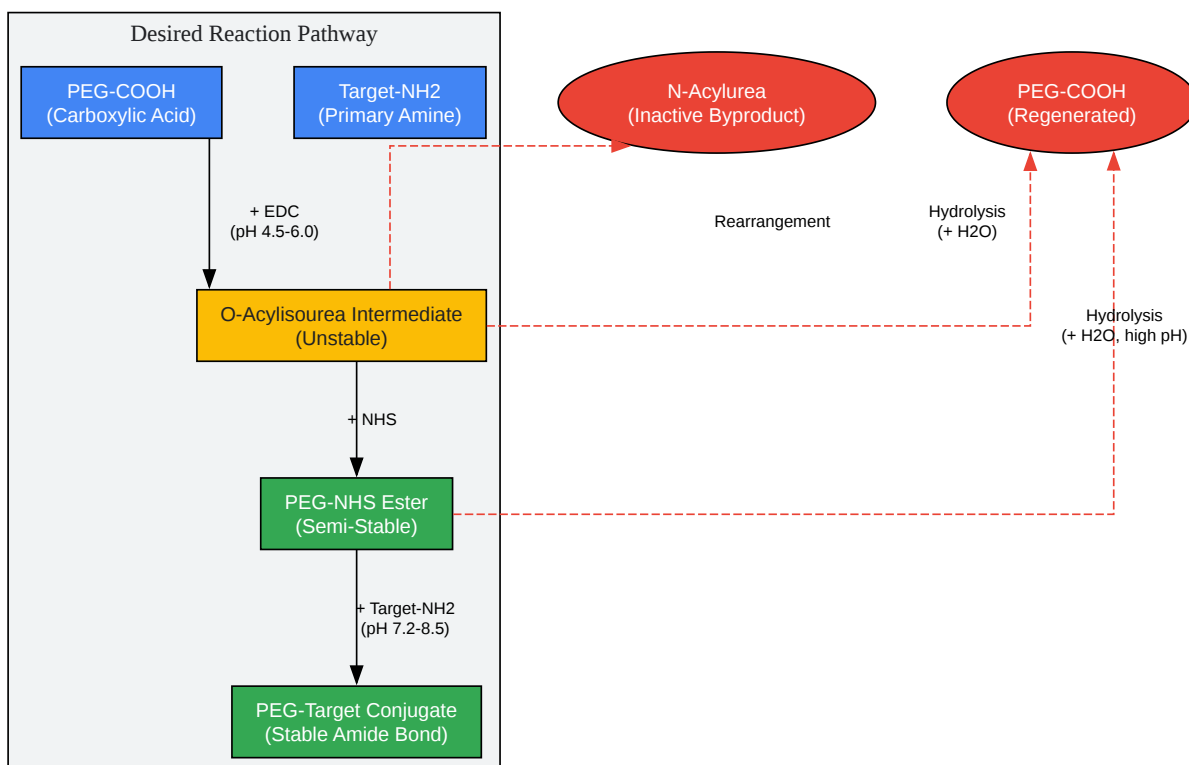 Desired Reaction Pathway
PEG-COOH
(Carboxylic Acid)
Target-NH2
(Primary Amine)
N-Acylurea
(Inactive Byproduct)
PEG-COOH
(Regenerated)
+ EDC
(pH 4.5-6.0)
Rearrangement
Hydrolysis
(+ H2O)
O-Acylisourea Intermediate
(Unstable)
Hydrolysis
(+ H2O, high pH)
+ NHS
PEG-NHS Ester
(Semi-Stable)
+ Target-NH2
(pH 7.2-8.5)
PEG-Target Conjugate
(Stable Amide Bond)